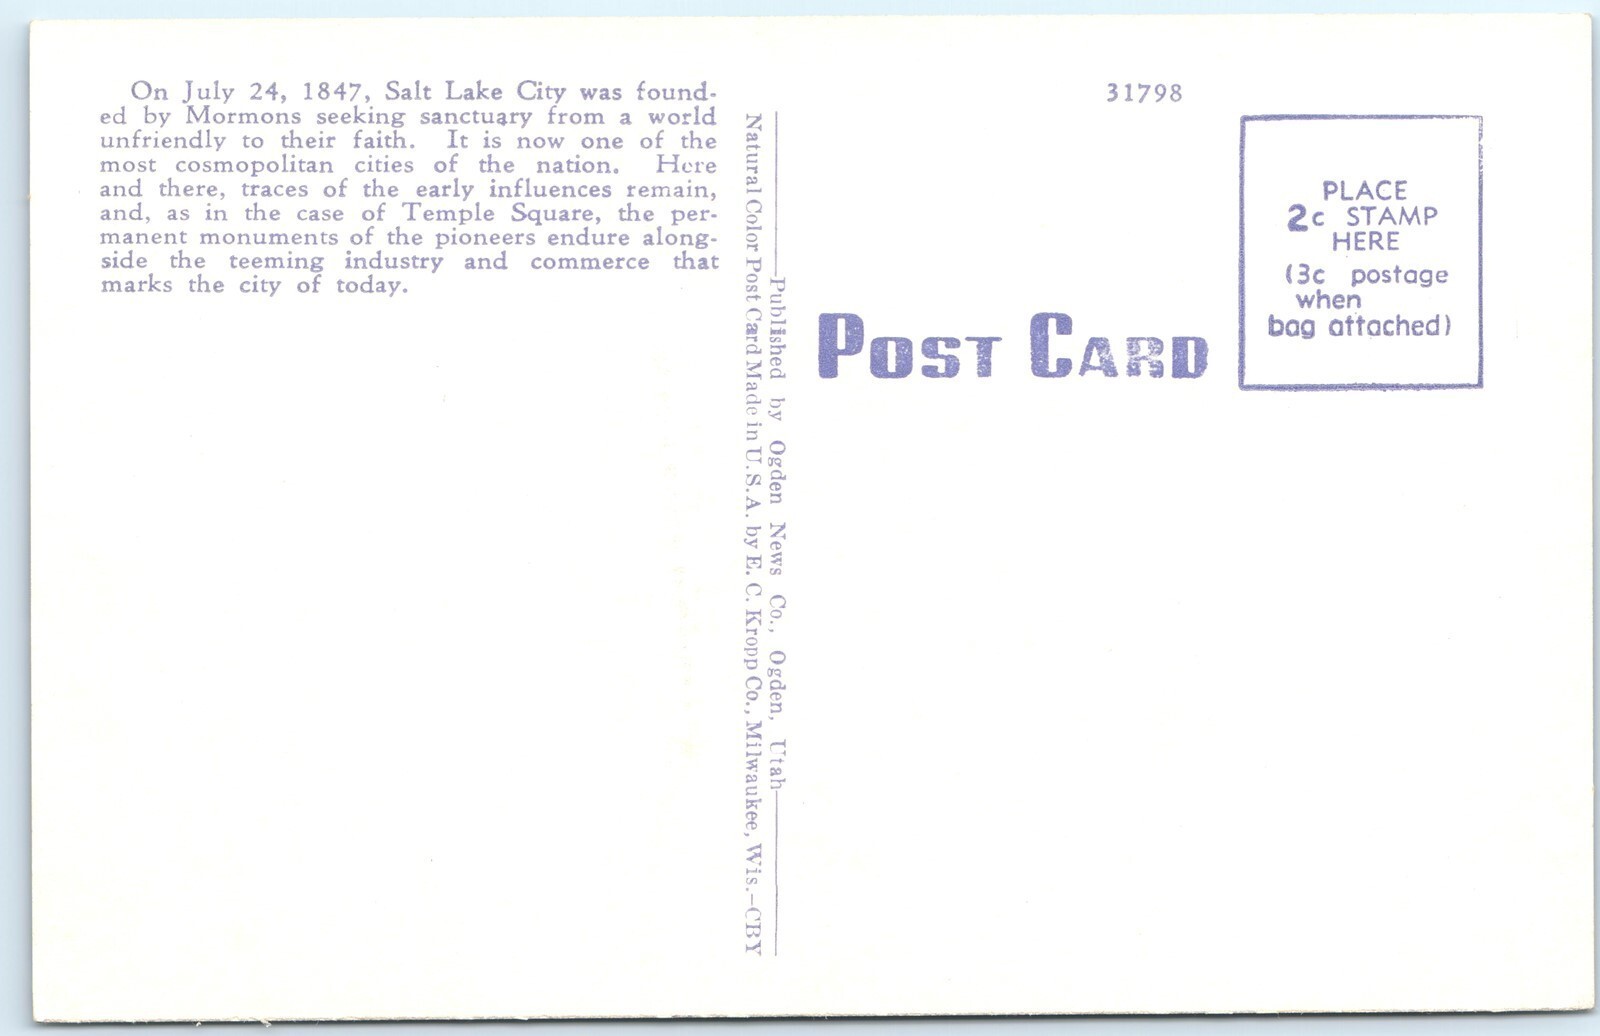 On July 24, 1847, Salt Lake City was found-
ed by Mormons seeking sanctuary from a world
unfriendly to their faith. It is now one of the
most cosmopolitan cities of the nation. Here
and there, traces of the early influences remain,
and, as in the case of Temple Square, the per-
manent monuments of the pioneers endure along-
side the teeming industry and commerce that
marks the city of today.
Published by Ogden News Co., Ogden, Utah
Natural Color Post Card Made in U.S.A. by E. C. Kropp Co., Milwaukee, Wis.-CBY
31798
POST CARD
PLACE
2c STAMP
HERE
(3c postage
when
bag attached)